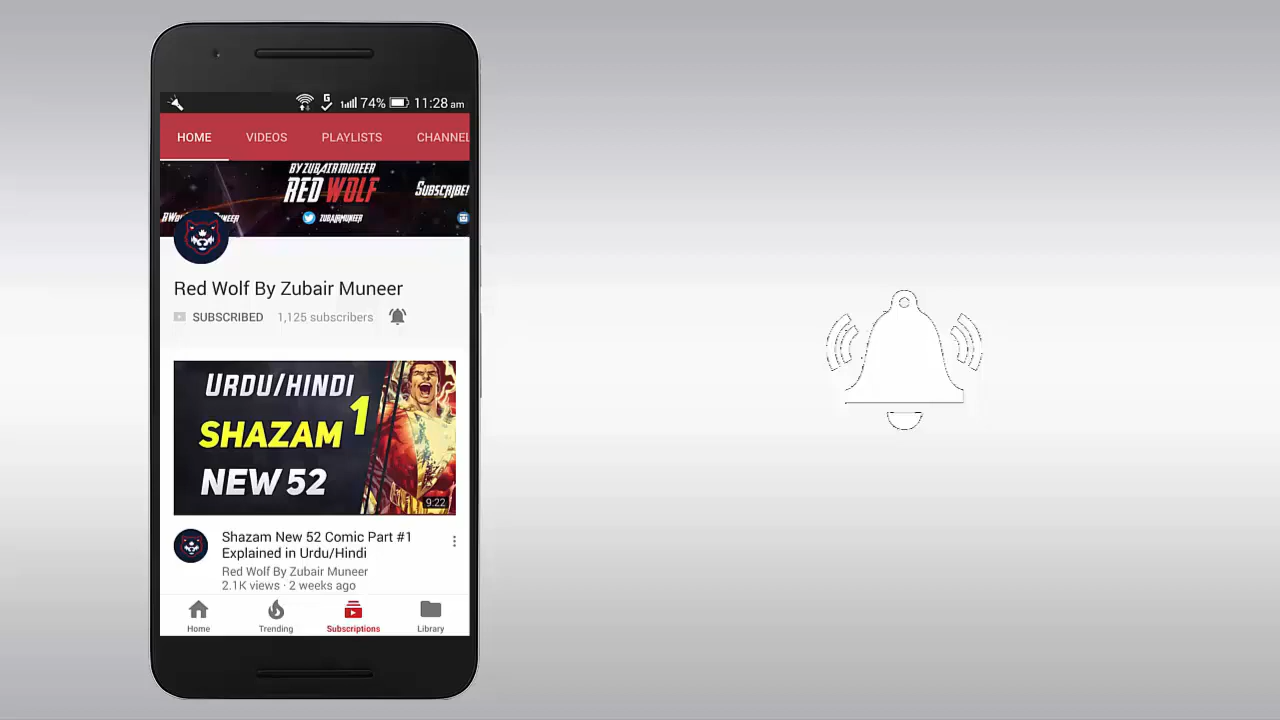 74% 11:28 am
HOME VIDEOS PLAYLISTS CHANNEL
BY ZUBAIR MUNEER
RED WOLF
SUBSCRIBE!
ZUBAIRMUNEER
Red Wolf By Zubair Muneer
SUBSCRIBED 1,125 subscribers
URDU/HINDI
SHAZAM 1
NEW 52
9:22
Shazam New 52 Comic Part #1
Explained in Urdu/Hindi
Red Wolf By Zubair Muneer
2.1K views · 2 weeks ago
Home Trending Subscriptions Library